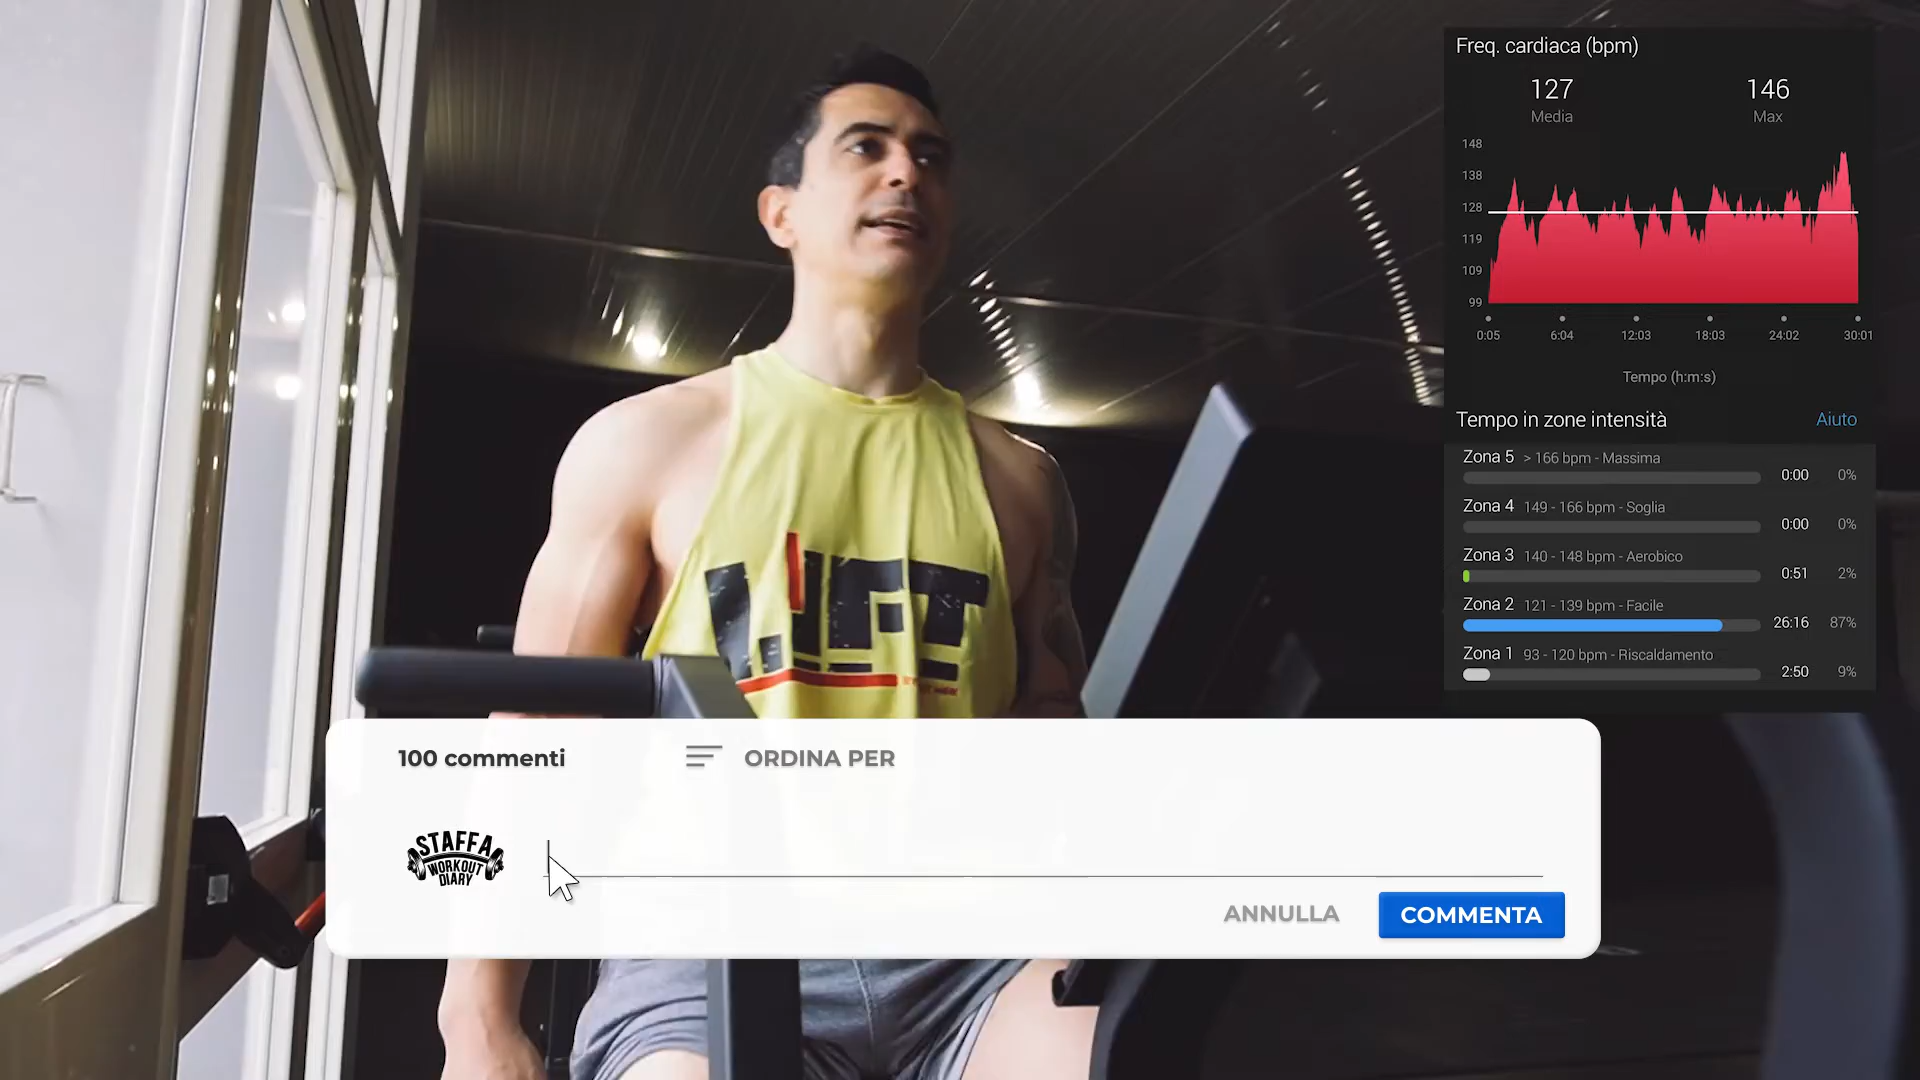 Freq. cardiaca (bpm)
127
146
Media
Max
148
138
128
119
109
99
0:05
6:04
12:03
18:03
24:02
30:01
Tempo (h:m:s)
Tempo in zone intensità
Aiuto
Zona 5 > 166 bpm - Massima
0:00 0%
Zona 4 149 - 166 bpm - Soglia
0:00 0%
Zona 3 140 - 148 bpm - Aerobico
0:51 2%
Zona 2 121 - 139 bpm - Facile
26:16 87%
Zona 1 93 - 120 bpm - Riscaldamento
2:50 9%
LIFT
100 commenti
ORDINA PER
STAFFA
WORKOUT
DIARY
ANNULLA
COMMENTA